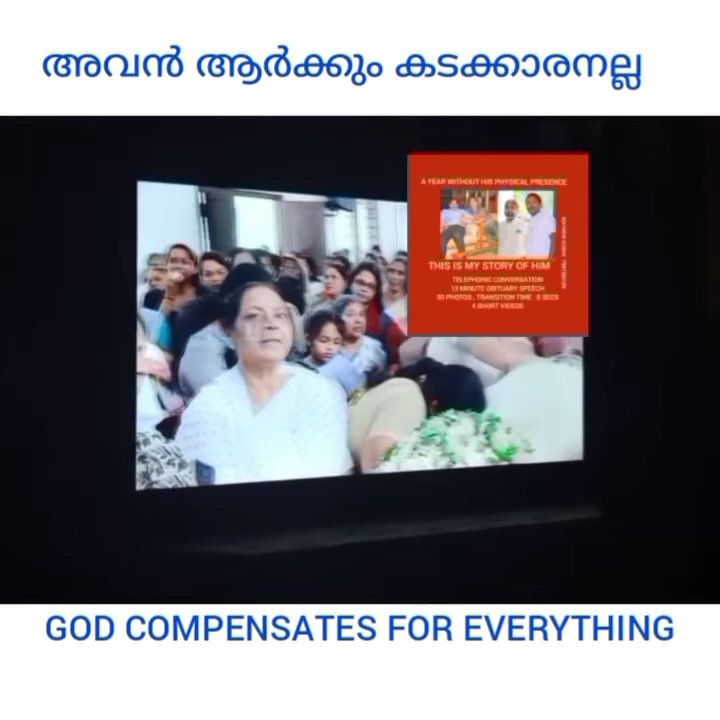 അവൻ ആർക്കും കടക്കാരനല്ല
A YEAR WITHOUT HIS PHYSICAL PRESENCE
THIS IS MY STORY OF HIM
TELEPHONIC CONVERSATION
13 MINUTE OBITUARY SPEECH
50 PHOTOS , TRANSITION TIME : 8 SECS
4 SHORT VIDEOS
GOD COMPENSATES FOR EVERYTHING